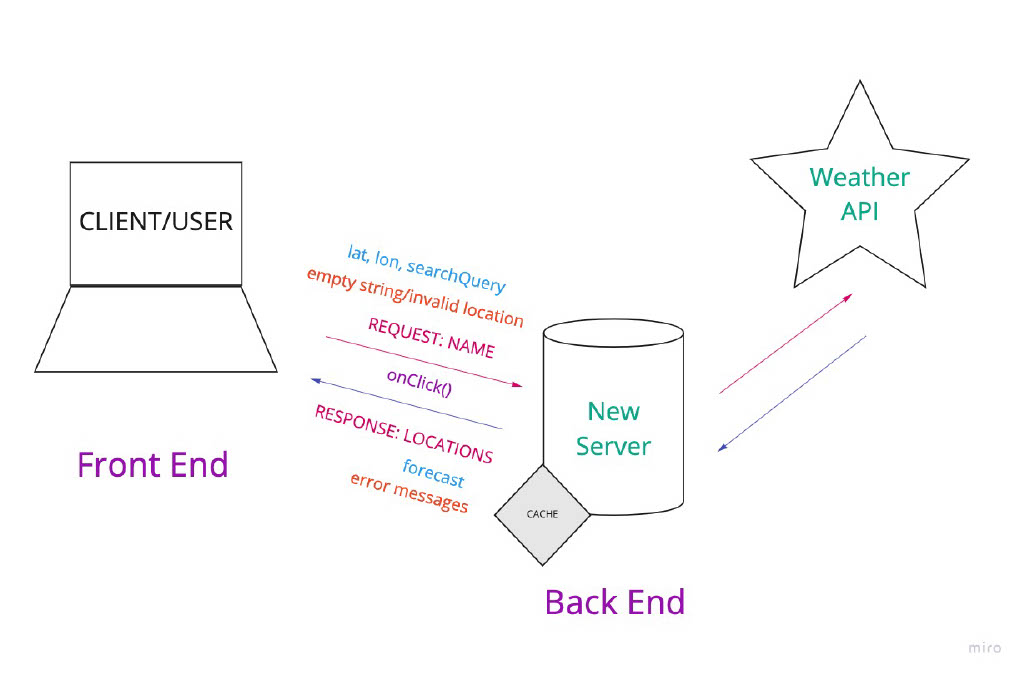 Weather
API
CLIENT/USER
lat, lon, searchQuery
empty string/invalid location
REQUEST: NAME
onClick()
RESPONSE: LOCATIONS
forecast
error messages
New
Server
CACHE
Front End
Back End
miro